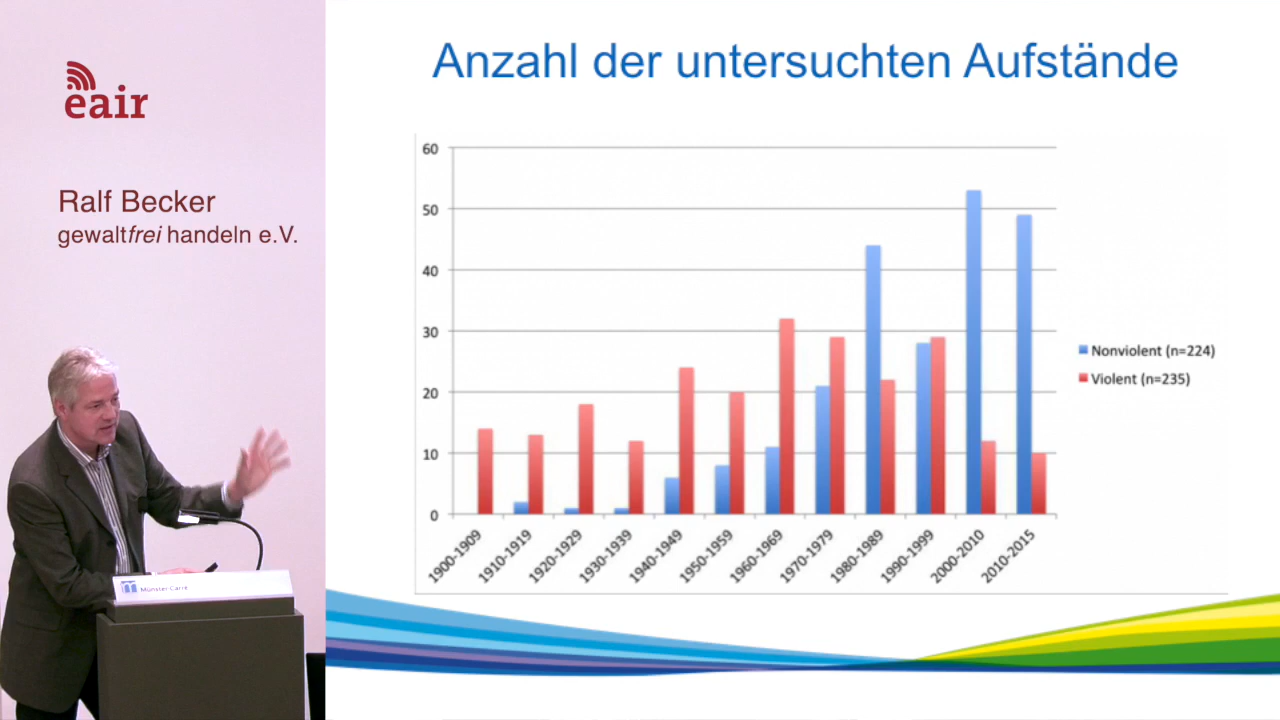 eair
Ralf Becker
gewaltfrei handeln e.V.
Münster Carré
Anzahl der untersuchten Aufstände
60
50
40
30
20
10
0
1900-1909
1910-1919
1920-1929
1930-1939
1940-1949
1950-1959
1960-1969
1970-1979
1980-1989
1990-1999
2000-2010
2010-2015
Nonviolent (n=224)
Violent (n=235)